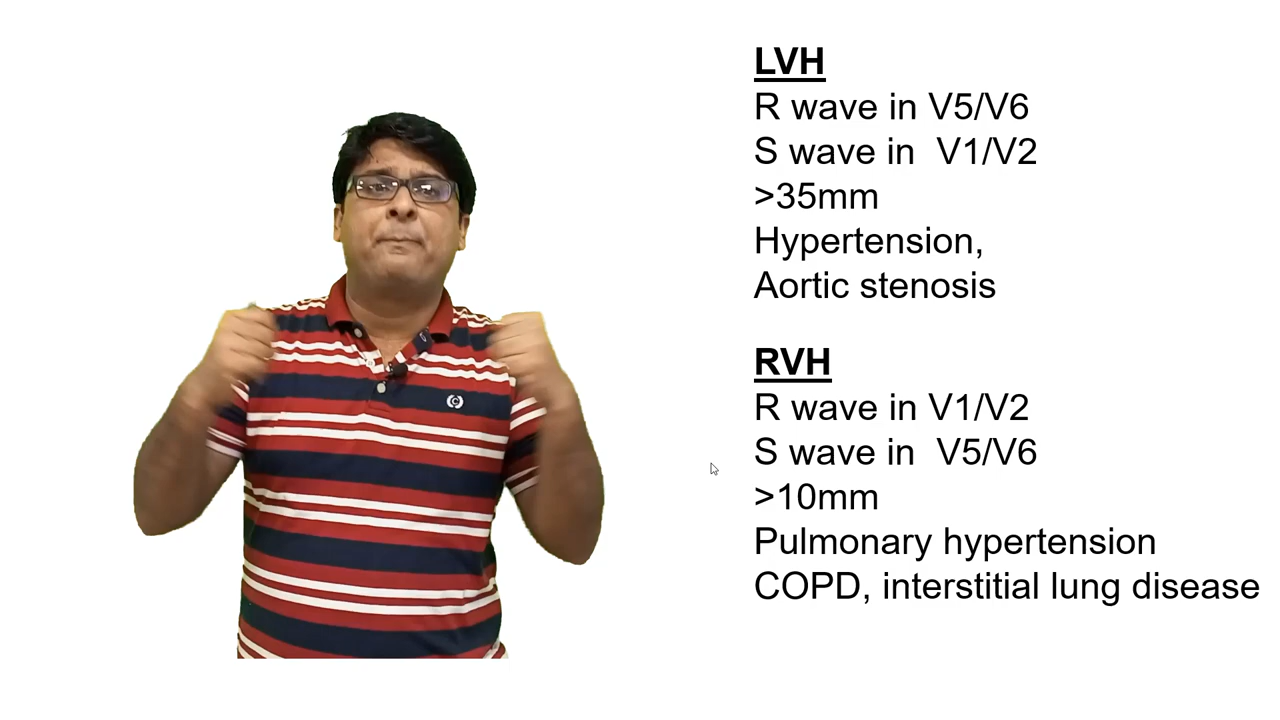 LVH
R wave in V5/V6
S wave in  V1/V2
>35mm
Hypertension,
Aortic stenosis
RVH
R wave in V1/V2
S wave in  V5/V6
>10mm
Pulmonary hypertension
COPD, interstitial lung disease